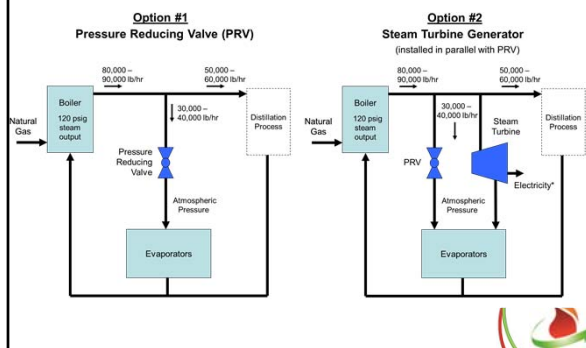 Option #1
Pressure Reducing Valve (PRV)
80,000 –
90,000 lb/hr
50,000 –
60,000 lb/hr
Boiler
120 psig
steam
output
Natural
Gas
30,000 –
40,000 lb/hr
Distillation
Process
Pressure
Reducing
Valve
Atmospheric
Pressure
Evaporators
Option #2
Steam Turbine Generator
(installed in parallel with PRV)
80,000 –
90,000 lb/hr
50,000 –
60,000 lb/hr
Boiler
120 psig
steam
output
Natural
Gas
30,000 –
40,000 lb/hr
Steam
Turbine
Distillation
Process
PRV
Electricity*
Atmospheric
Pressure
Evaporators